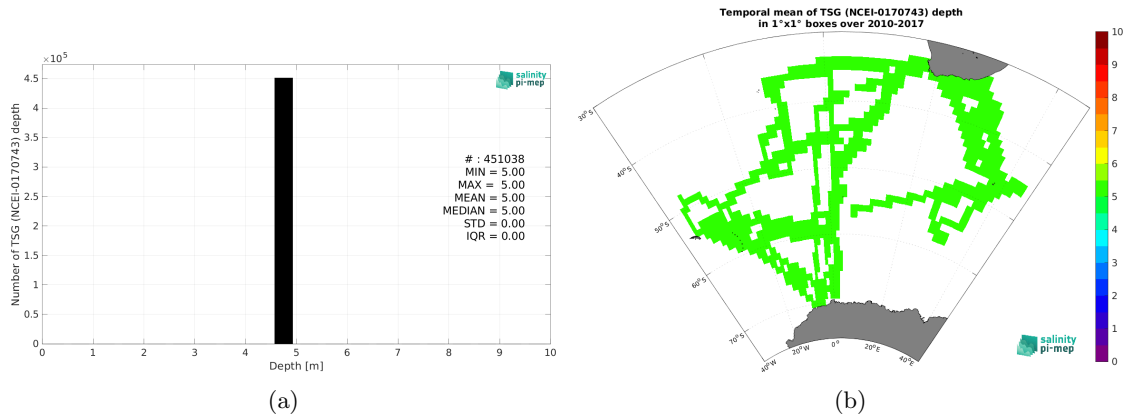 ×10⁵
4.5
4
3.5
3
2.5
2
1.5
1
0.5
0
Number of TSG (NCEI-0170743) depth
salinity
pi-mep
# : 451038
MIN = 5.00
MAX = 5.00
MEAN = 5.00
MEDIAN = 5.00
STD = 0.00
IQR = 0.00
0 1 2 3 4 5 6 7 8 9 10
Depth [m]
(a)
Temporal mean of TSG (NCEI-0170743) depth
in 1°x1° boxes over 2010-2017
30°S
40°S
50°S
60°S
70°S
40°W
20°W
0°
20°E
40°E
salinity
pi-mep
10
9
8
7
6
5
4
3
2
1
0
(b)